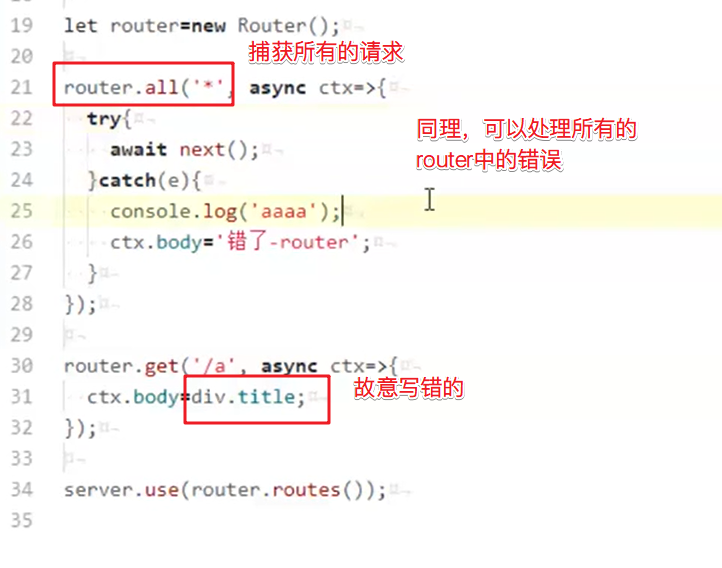 19 let router=new Router();
20
捕获所有的请求
21 router.all('*', async ctx=>{
22 try{
同理，可以处理所有的
23 await next();
router中的错误
24 }catch(e){
25 console.log('aaaa');
26 ctx.body='错了-router';
27 }
28 });
29
30 router.get('/a', async ctx=>{
31 ctx.body=div.title;
故意写错的
32 });
33
34 server.use(router.routes());
35